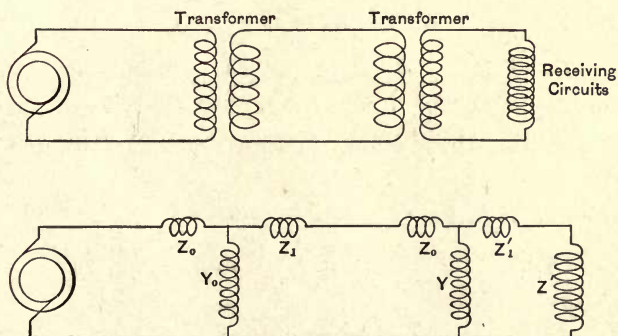 Transformer Transformer
Receiving
Circuits
Z₀ Z₁ Z₀ Z₁′
Y₀ Y Z